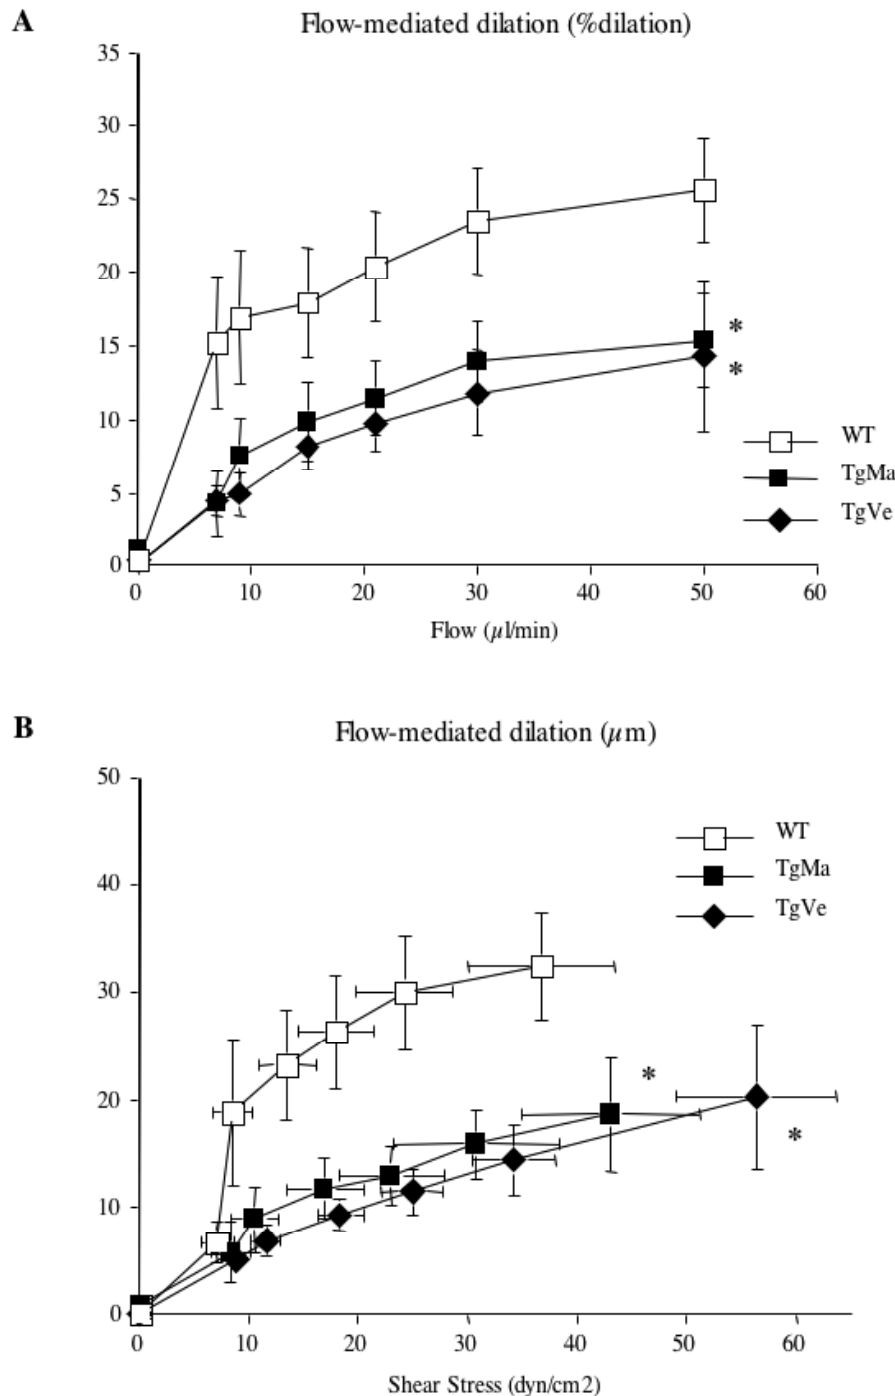 A
Flow-mediated dilation (%dilation)
35
30
25
20
15
10
5
0
*
*
WT
TgMa
TgVe
0 10 20 30 40 50 60
Flow (µl/min)
B
Flow-mediated dilation (µm)
50
40
30
20
10
0
WT
TgMa
TgVe
*
*
0 10 20 30 40 50 60
Shear Stress (dyn/cm2)